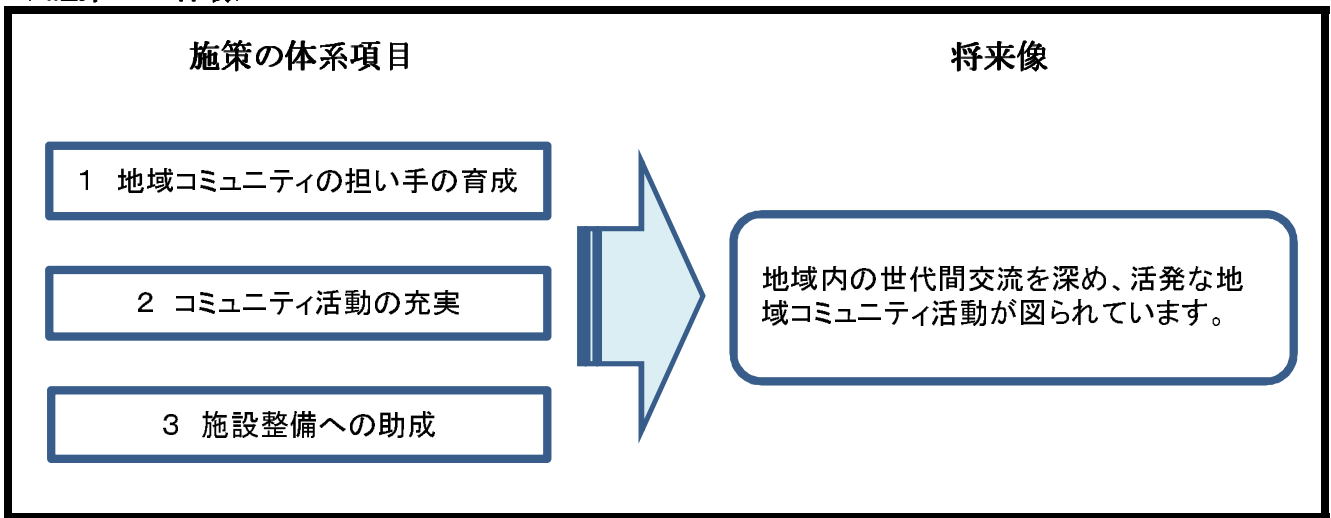 施策の体系項目
将来像
1 地域コミュニティの担い手の育成
2 コミュニティ活動の充実
3 施設整備への助成
地域内の世代間交流を深め、活発な地
域コミュニティ活動が図られています。